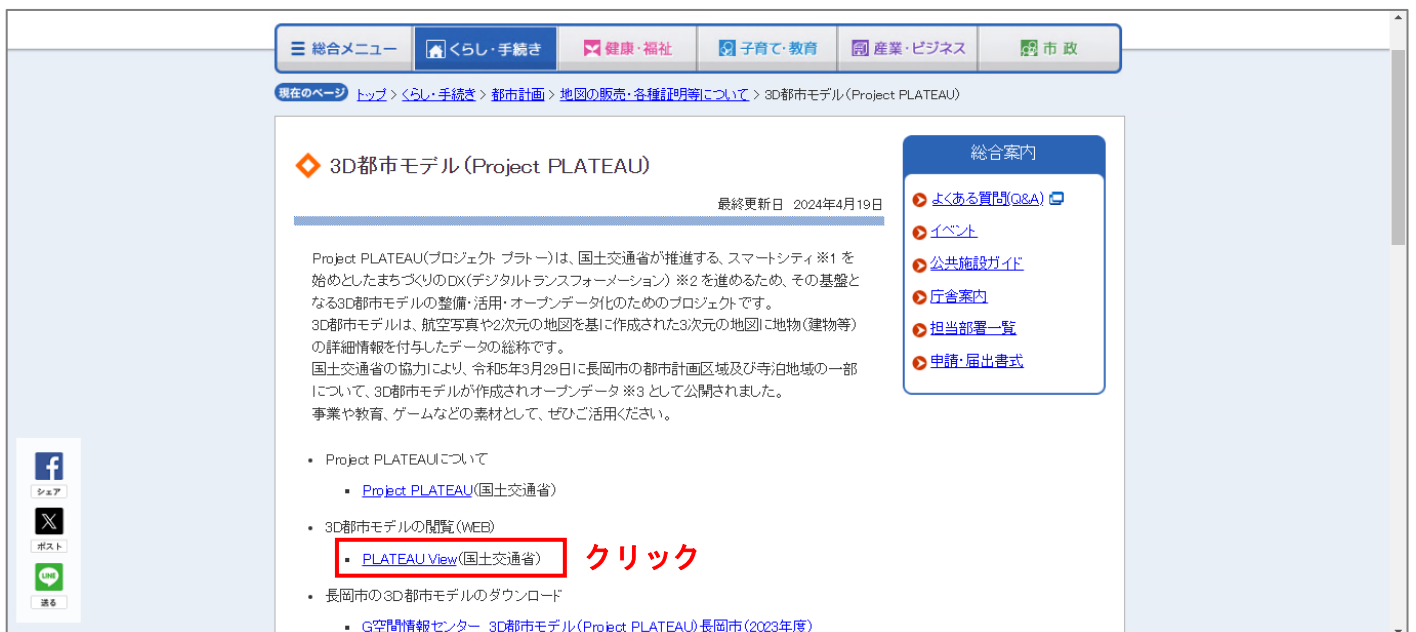 総合メニュー くらし・手続き 健康・福祉 子育て・教育 産業・ビジネス 市 政
現在のページ トップ > くらし・手続き > 都市計画 > 地図の販売・各種証明等について > 3D都市モデル(Project PLATEAU)
3D都市モデル(Project PLATEAU)
最終更新日 2024年4月19日
Project PLATEAU(プロジェクト プラトー)は、国土交通省が推進する、スマートシティ※1 を
始めとしたまちづくりのDX(デジタルトランスフォーメーション) ※2 を進めるため、その基盤と
なる3D都市モデルの整備・活用・オープンデータ化のためのプロジェクトです。
3D都市モデルは、航空写真や2次元の地図を基に作成された3次元の地図に地物(建物等)
の詳細情報を付与したデータの総称です。
国土交通省の協力により、令和5年3月29日に長岡市の都市計画区域及び寺泊地域の一部
について、3D都市モデルが作成されオープンデータ※3 として公開されました。
事業や教育、ゲームなどの素材として、ぜひご活用ください。
• Project PLATEAUについて
▪ Project PLATEAU(国土交通省)
• 3D都市モデルの閲覧(WEB)
▪ PLATEAU View(国土交通省)
クリック
• 長岡市の3D都市モデルのダウンロード
▪ G空間情報センター 3D都市モデル(Project PLATEAU)長岡市(2023年度)
総合案内
よくある質問(Q&A)
イベント
公共施設ガイド
庁舎案内
担当部署一覧
申請・届出書式
シェア
ポスト
LINE
送る